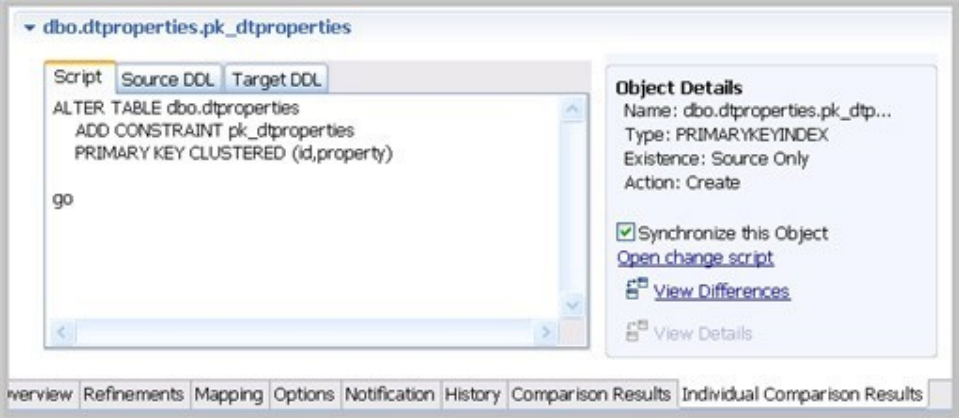 dbo.dtproperties.pk_dtproperties
Script Source DDL Target DDL
ALTER TABLE dbo.dtproperties
ADD CONSTRAINT pk_dtproperties
PRIMARY KEY CLUSTERED (id,property)
go
Object Details
Name: dbo.dtproperties.pk_dtp...
Type: PRIMARYKEYINDEX
Existence: Source Only
Action: Create
Synchronize this Object
Open change script
View Differences
View Details
verview Refinements Mapping Options Notification History Comparison Results Individual Comparison Results